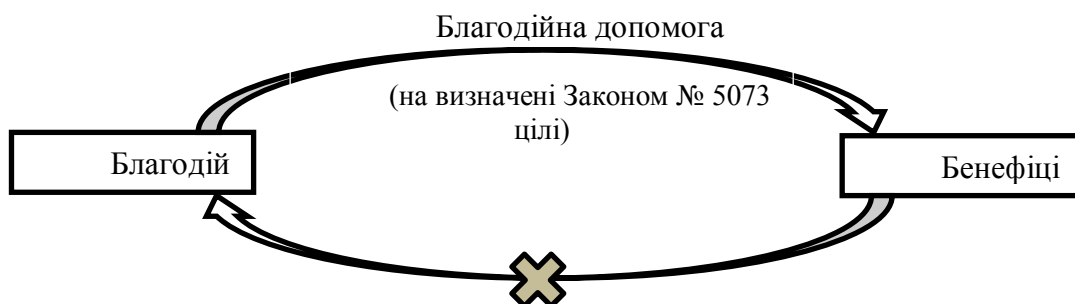 Благодійна допомога
(на визначені Законом № 5073
цілі)
Благодій
Бенефіці